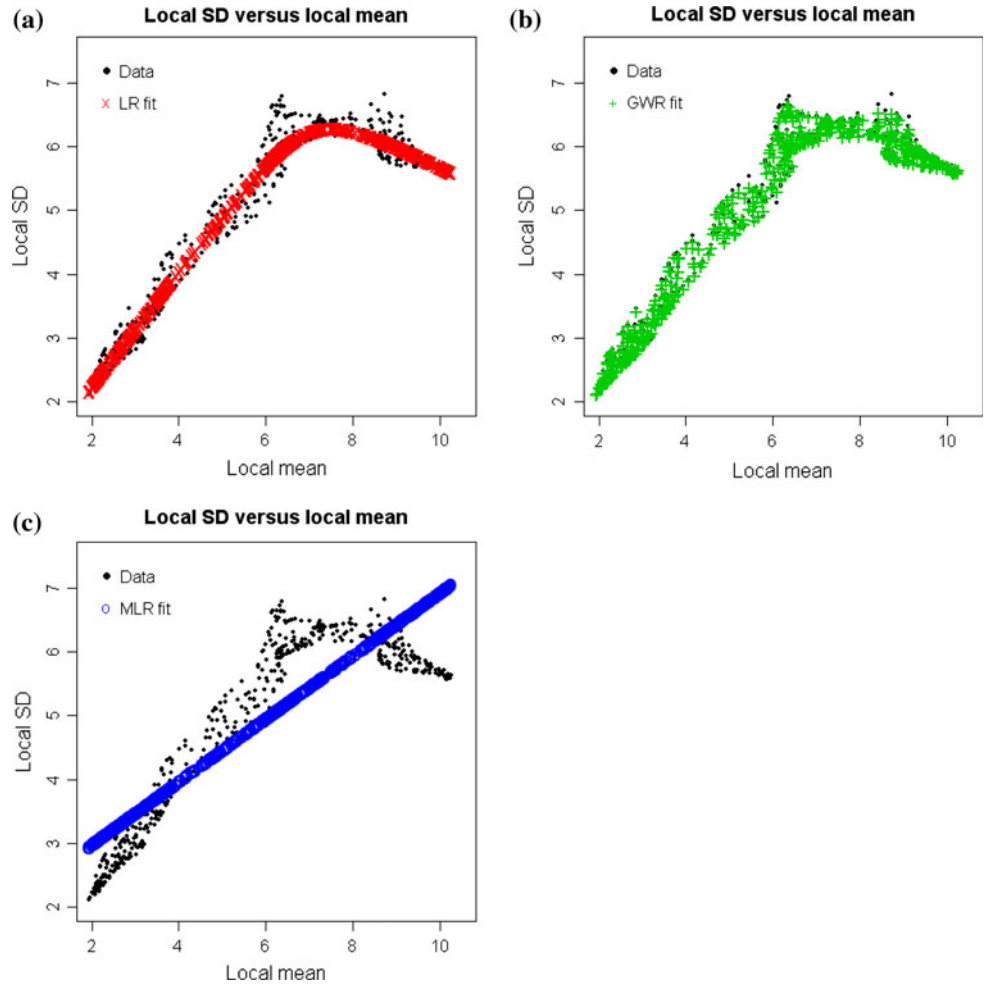 (a)
Local SD versus local mean
Data
LR fit
Local SD
7
6
5
4
3
2
2 4 6 8 10
Local mean
(b)
Local SD versus local mean
Data
GWR fit
Local SD
7
6
5
4
3
2
2 4 6 8 10
Local mean
(c)
Local SD versus local mean
Data
MLR fit
Local SD
7
6
5
4
3
2
2 4 6 8 10
Local mean